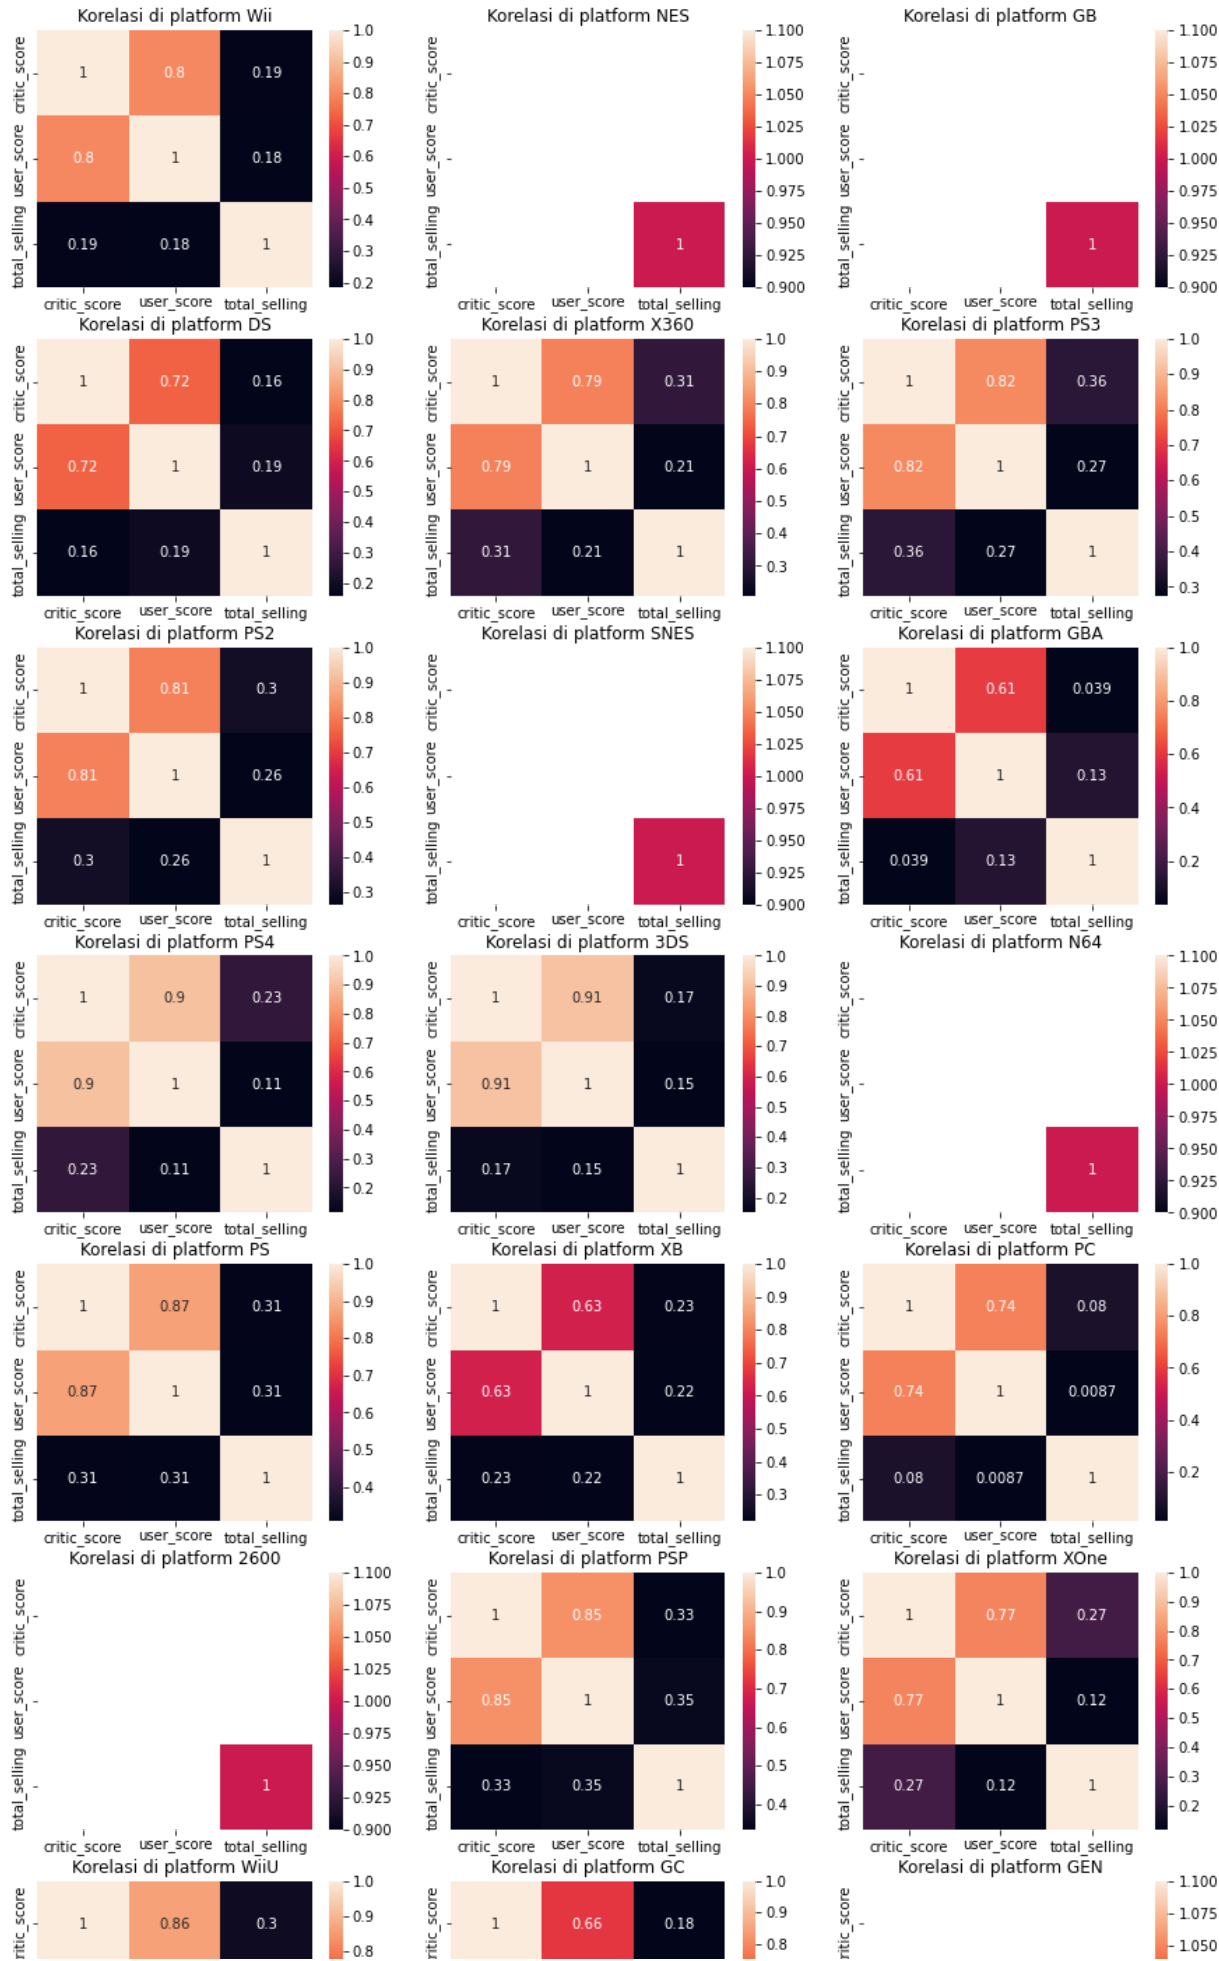 Korelasi di platform Wii
critic_score
user_score
total_selling
1 0.8 0.19
0.8 1 0.18
0.19 0.18 1
critic_score user_score total_selling
1.0
0.9
0.8
0.7
0.6
0.5
0.4
0.3
0.2
Korelasi di platform NES
critic_score
user_score
total_selling
1
critic_score user_score total_selling
1.100
1.075
1.050
1.025
1.000
0.975
0.950
0.925
0.900
Korelasi di platform GB
critic_score
user_score
total_selling
1
critic_score user_score total_selling
1.100
1.075
1.050
1.025
1.000
0.975
0.950
0.925
0.900
Korelasi di platform DS
critic_score
user_score
total_selling
1 0.72 0.16
0.72 1 0.19
0.16 0.19 1
critic_score user_score total_selling
1.0
0.9
0.8
0.7
0.6
0.5
0.4
0.3
0.2
Korelasi di platform X360
critic_score
user_score
total_selling
1 0.79 0.31
0.79 1 0.21
0.31 0.21 1
critic_score user_score total_selling
1.0
0.9
0.8
0.7
0.6
0.5
0.4
0.3
Korelasi di platform PS3
critic_score
user_score
total_selling
1 0.82 0.36
0.82 1 0.27
0.36 0.27 1
critic_score user_score total_selling
1.0
0.9
0.8
0.7
0.6
0.5
0.4
0.3
Korelasi di platform PS2
critic_score
user_score
total_selling
1 0.81 0.3
0.81 1 0.26
0.3 0.26 1
critic_score user_score total_selling
1.0
0.9
0.8
0.7
0.6
0.5
0.4
0.3
Korelasi di platform SNES
critic_score
user_score
total_selling
1
critic_score user_score total_selling
1.100
1.075
1.050
1.025
1.000
0.975
0.950
0.925
0.900
Korelasi di platform GBA
critic_score
user_score
total_selling
1 0.61 0.039
0.61 1 0.13
0.039 0.13 1
critic_score user_score total_selling
1.0
0.8
0.6
0.4
0.2
Korelasi di platform PS4
critic_score
user_score
total_selling
1 0.9 0.23
0.9 1 0.11
0.23 0.11 1
critic_score user_score total_selling
1.0
0.9
0.8
0.7
0.6
0.5
0.4
0.3
0.2
Korelasi di platform 3DS
critic_score
user_score
total_selling
1 0.91 0.17
0.91 1 0.15
0.17 0.15 1
critic_score user_score total_selling
1.0
0.9
0.8
0.7
0.6
0.5
0.4
0.3
0.2
Korelasi di platform N64
critic_score
user_score
total_selling
1
critic_score user_score total_selling
1.100
1.075
1.050
1.025
1.000
0.975
0.950
0.925
0.900
Korelasi di platform PS
critic_score
user_score
total_selling
1 0.87 0.31
0.87 1 0.31
0.31 0.31 1
critic_score user_score total_selling
1.0
0.9
0.8
0.7
0.6
0.5
0.4
Korelasi di platform XB
critic_score
user_score
total_selling
1 0.63 0.23
0.63 1 0.22
0.23 0.22 1
critic_score user_score total_selling
1.0
0.9
0.8
0.7
0.6
0.5
0.4
0.3
Korelasi di platform PC
critic_score
user_score
total_selling
1 0.74 0.08
0.74 1 0.0087
0.08 0.0087 1
critic_score user_score total_selling
1.0
0.8
0.6
0.4
0.2
Korelasi di platform 2600
critic_score
user_score
total_selling
1
critic_score user_score total_selling
1.100
1.075
1.050
1.025
1.000
0.975
0.950
0.925
0.900
Korelasi di platform PSP
critic_score
user_score
total_selling
1 0.85 0.33
0.85 1 0.35
0.33 0.35 1
critic_score user_score total_selling
1.0
0.9
0.8
0.7
0.6
0.5
0.4
Korelasi di platform XOne
critic_score
user_score
total_selling
1 0.77 0.27
0.77 1 0.12
0.27 0.12 1
critic_score user_score total_selling
1.0
0.9
0.8
0.7
0.6
0.5
0.4
0.3
0.2
Korelasi di platform WiiU
ritic_score
1 0.86 0.3
1.0
0.9
0.8
Korelasi di platform GC
ritic_score
1 0.66 0.18
1.0
0.9
0.8
Korelasi di platform GEN
ritic_score
1.100
1.075
1.050